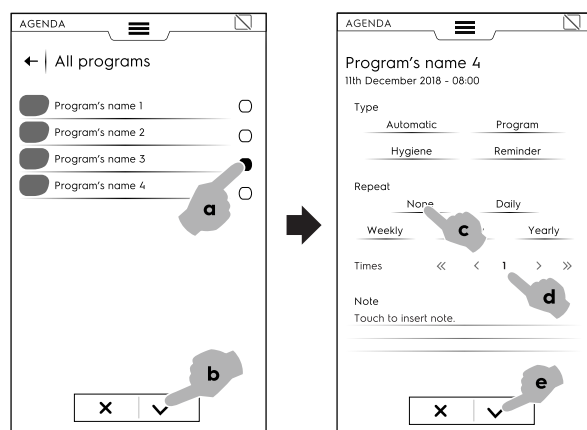 AGENDA
All programs
Program's name 1
Program's name 2
Program's name 3
Program's name 4
a
b
AGENDA
Program's name 4
11th December 2018 - 08:00
Type
Automatic Program
Hygiene Reminder
Repeat
None Daily
c
Weekly Yearly
Times << < 1 > >>
d
Note
Touch to insert note.
e